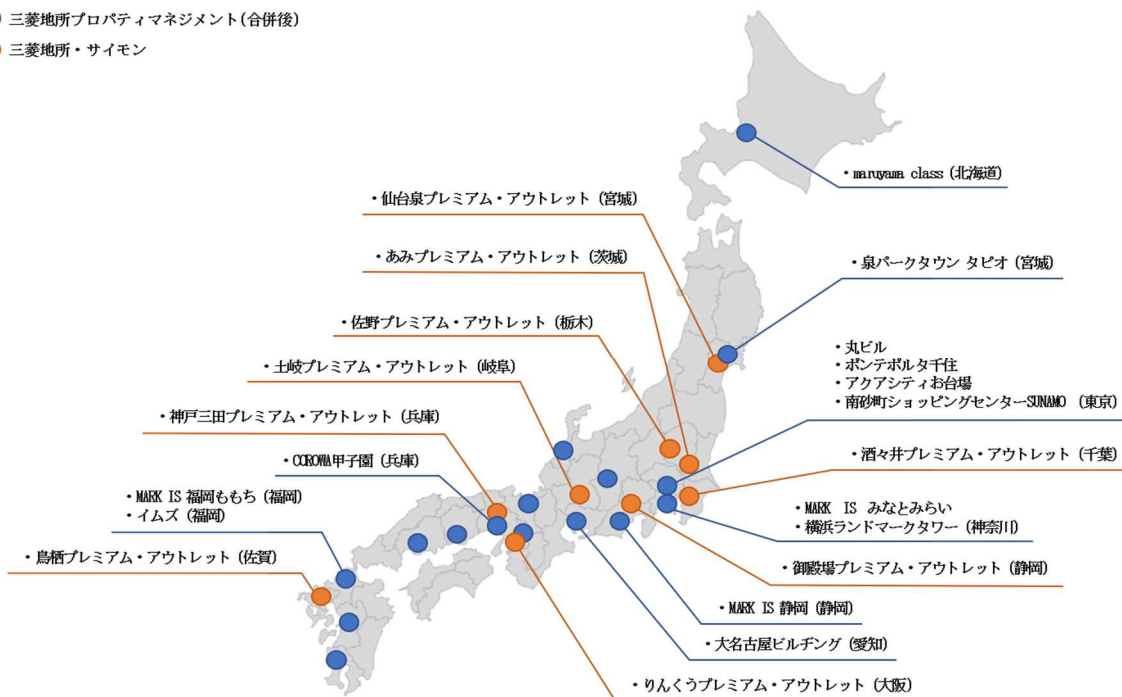 三菱地所プロパティマネジメント(合併後)
三菱地所・サイモン
・maruyama class (北海道)
・仙台泉プレミアム・アウトレット (宮城)
・あみプレミアム・アウトレット (茨城)
・泉パークタウン タピオ (宮城)
・佐野プレミアム・アウトレット (栃木)
・丸ビル
・ポンテポルタ千住
・アクアシティお台場
・南砂町ショッピングセンターSUNAMO (東京)
・土岐プレミアム・アウトレット (岐阜)
・神戸三田プレミアム・アウトレット (兵庫)
・COROWA甲子園 (兵庫)
・酒々井プレミアム・アウトレット (千葉)
・MARK IS 福岡ももち (福岡)
・イムズ (福岡)
・MARK IS みなとみらい
・横浜ランドマークタワー (神奈川)
・鳥栖プレミアム・アウトレット (佐賀)
・御殿場プレミアム・アウトレット (静岡)
・MARK IS 静岡 (静岡)
・大名古屋ビルヂング (愛知)
・りんくうプレミアム・アウトレット (大阪)